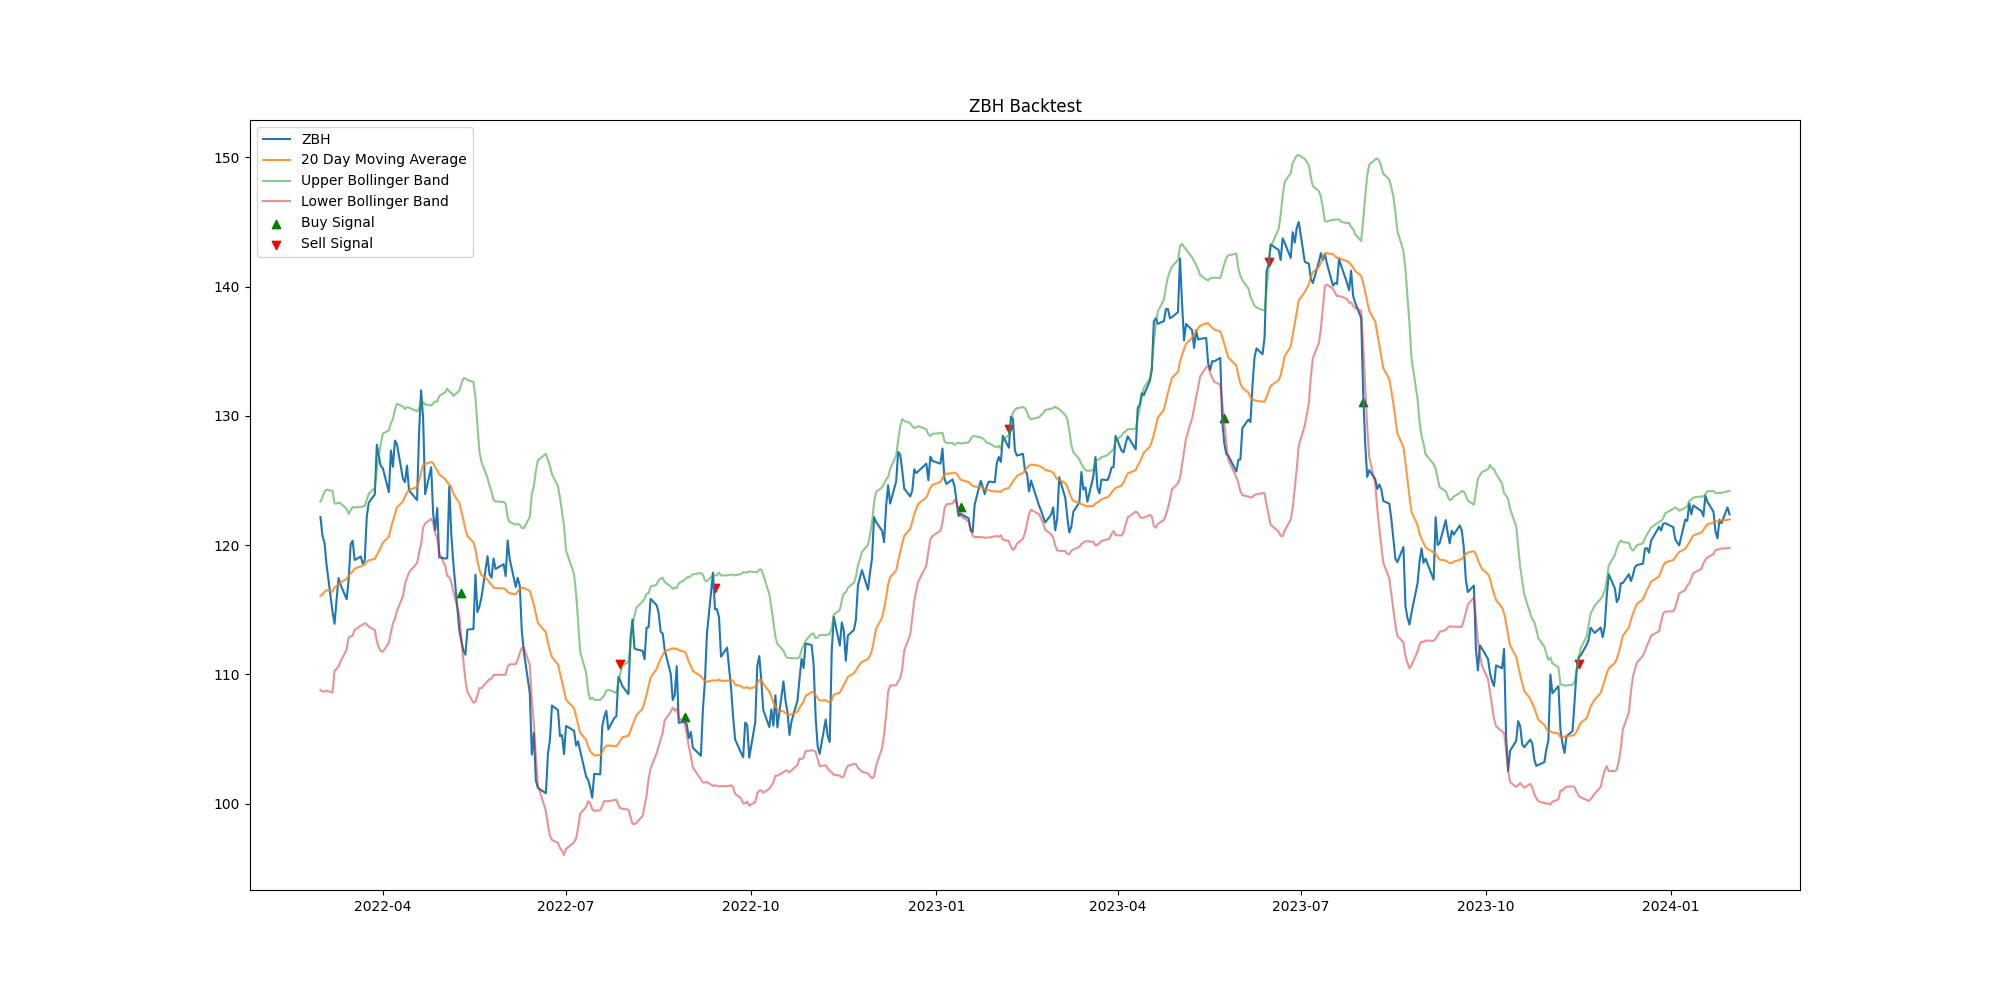 ZBH Backtest
ZBH
20 Day Moving Average
Upper Bollinger Band
Lower Bollinger Band
Buy Signal
Sell Signal
150
140
130
120
110
100
2022-04 2022-07 2022-10 2023-01 2023-04 2023-07 2023-10 2024-01